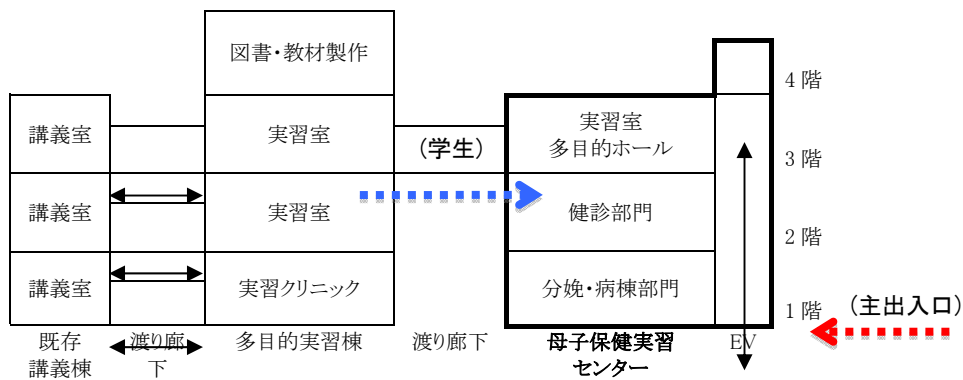 図書・教材製作
4 階
講義室
実習室
(学生)
実習室
多目的ホール
3 階
講義室
実習室
健診部門
2 階
講義室
実習クリニック
分娩・病棟部門
1 階
(主出入口)
既存
講義棟
渡り廊
下
多目的実習棟
渡り廊下
母子保健実習
センター
EV